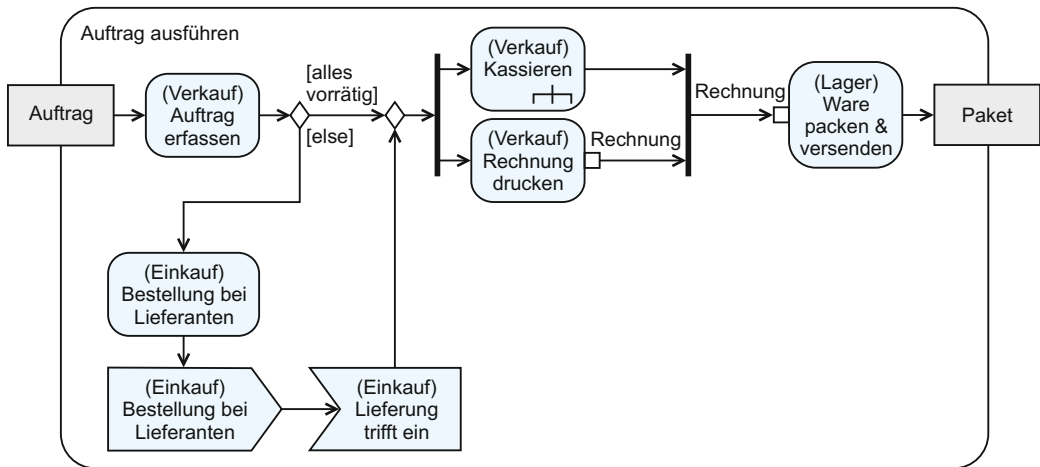 Auftrag ausführen
Auftrag
(Verkauf)
Auftrag
erfassen
[alles
vorrätig]
[else]
(Verkauf)
Kassieren
(Verkauf)
Rechnung
drucken
Rechnung
Rechnung
(Lager)
Ware
packen &
versenden
Paket
(Einkauf)
Bestellung bei
Lieferanten
(Einkauf)
Bestellung bei
Lieferanten
(Einkauf)
Lieferung
trifft ein